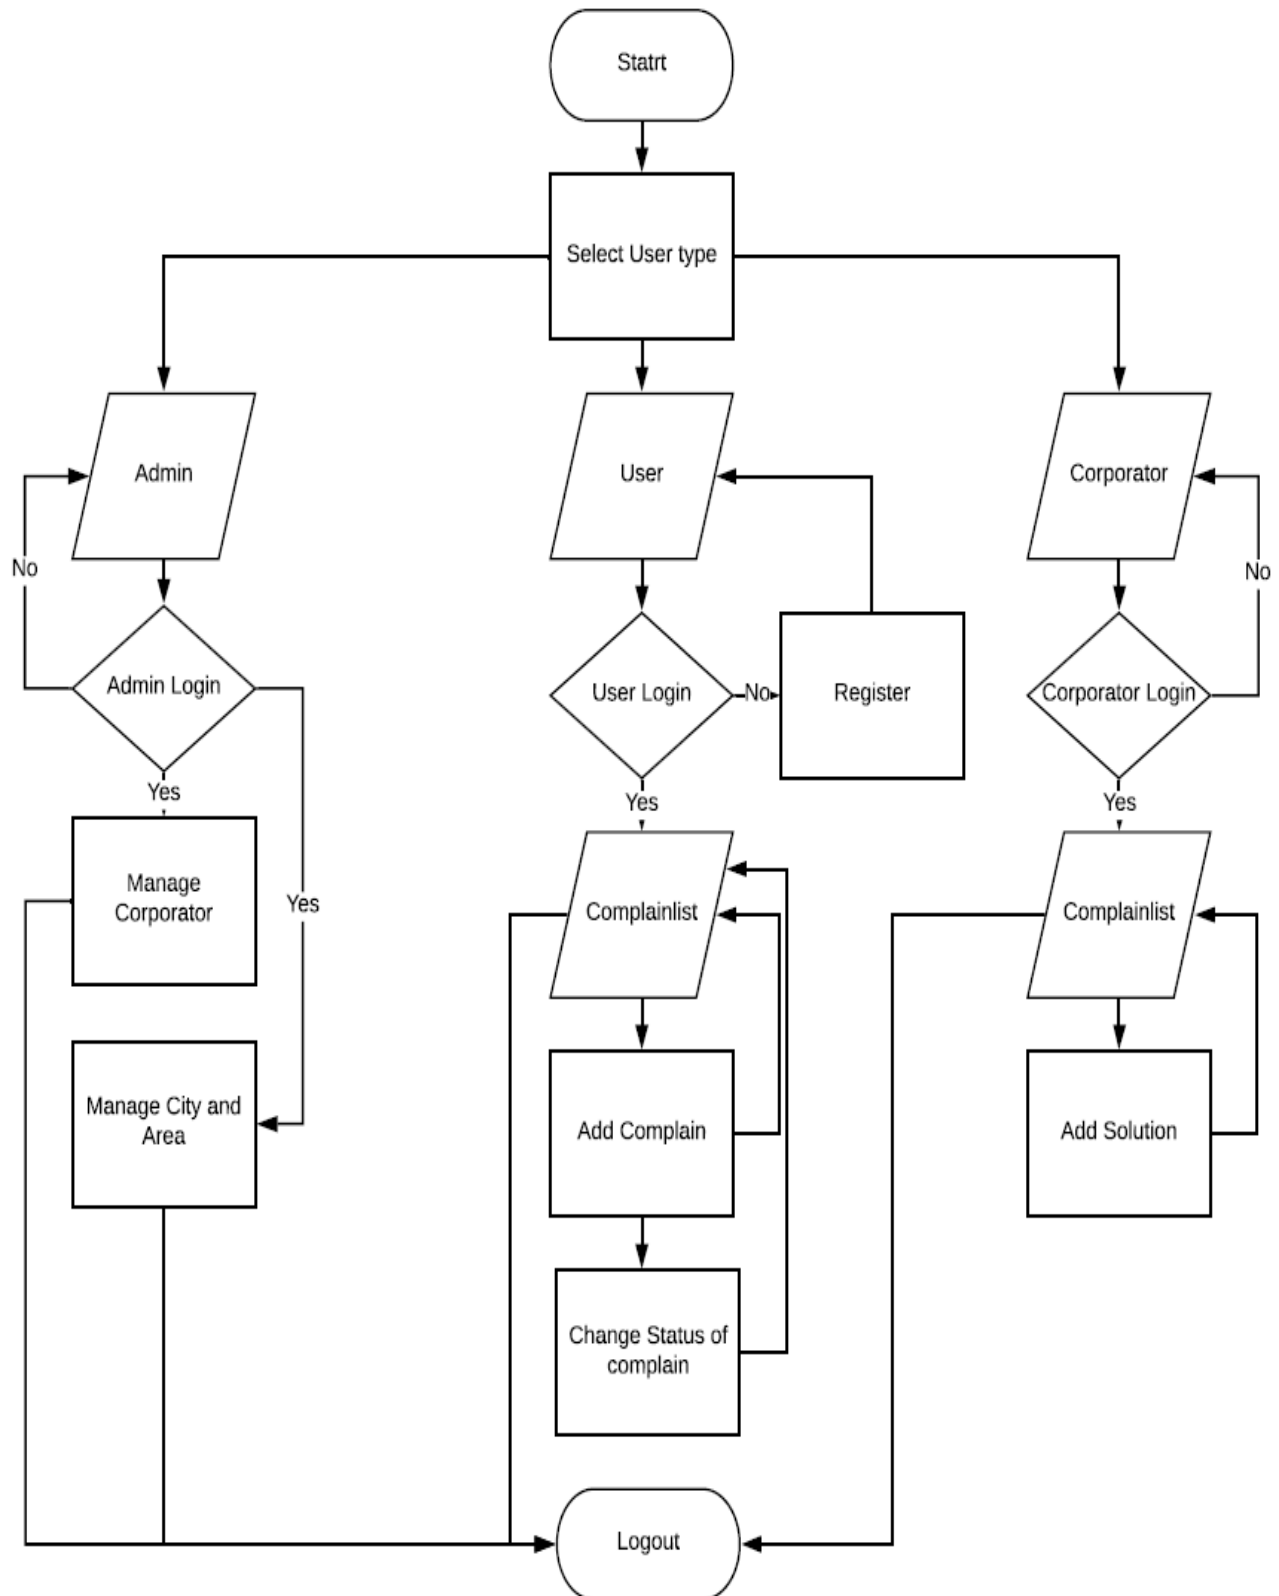 Statrt
Select User type
Admin
User
Corporator
No
No
Admin Login
User Login
No
Register
Corporator Login
Yes
Yes
Yes
Manage
Corporator
Yes
Complainlist
Complainlist
Manage City and
Area
Add Complain
Add Solution
Change Status of
complain
Logout